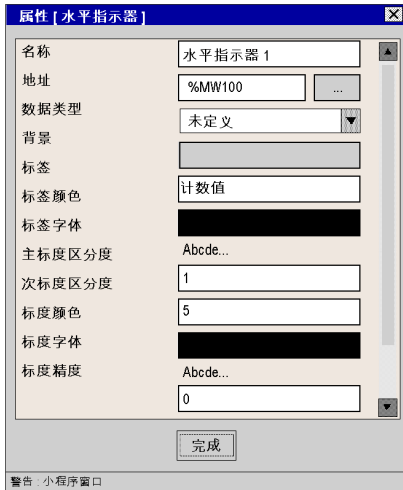 属性 [ 水平指示器 ]
名称
水平指示器 1
地址
%MW100
...
数据类型
未定义
背景
标签
计数值
标签颜色
标签字体
Abcde...
主标度区分度
1
次标度区分度
5
标度颜色
标度字体
Abcde...
标度精度
0
完成
警告 : 小程序窗口